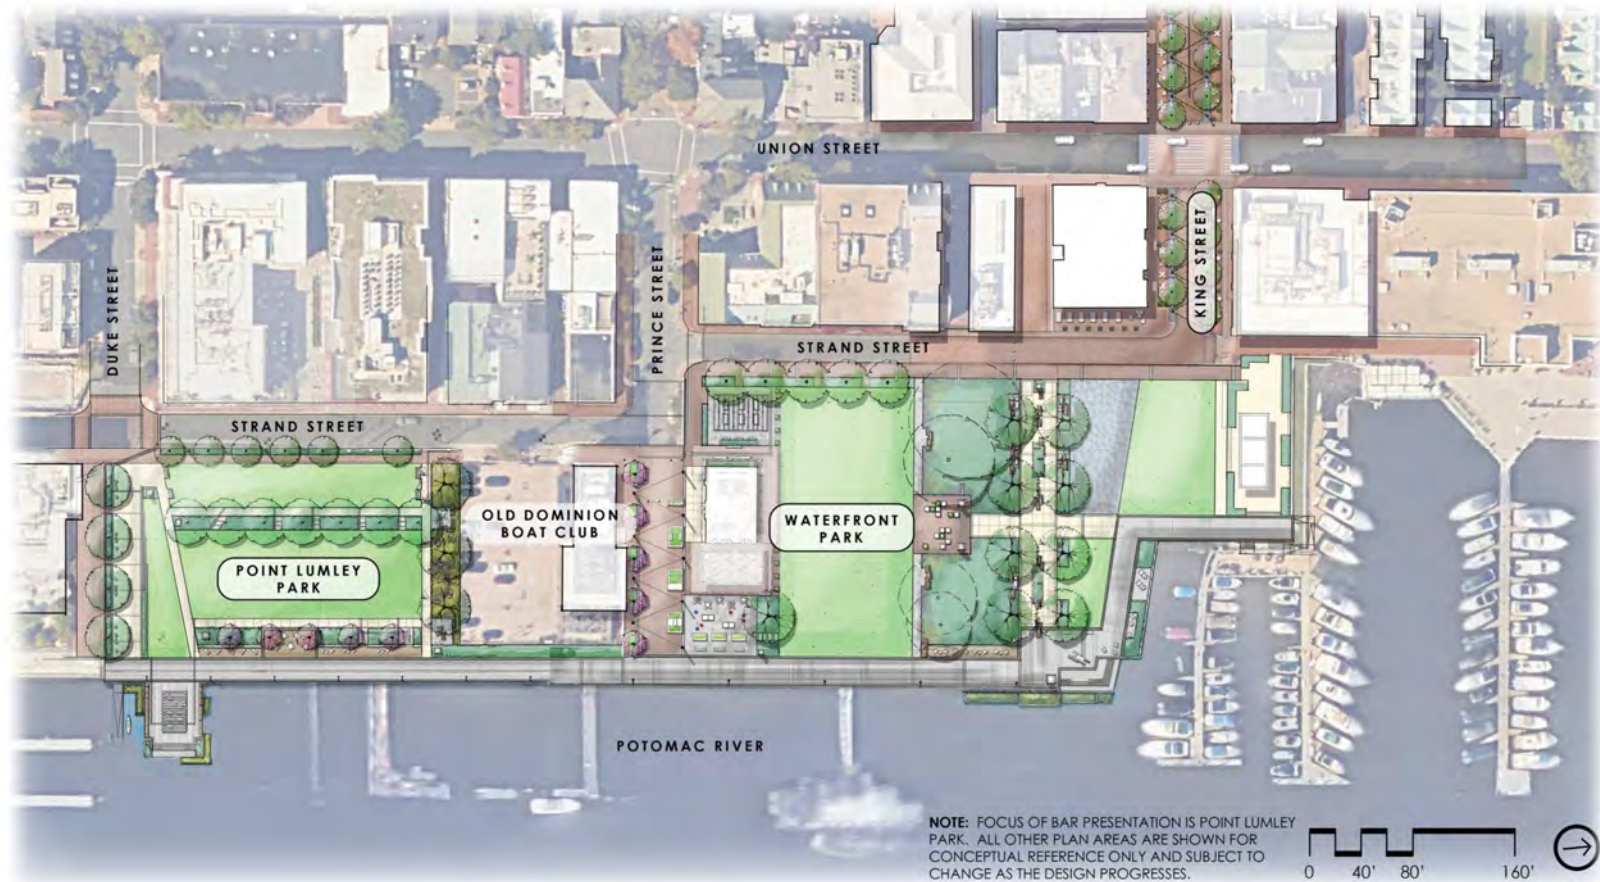 UNION STREET
DUKE STREET
PRINCE STREET
KING STREET
STRAND STREET
STRAND STREET
OLD DOMINION
BOAT CLUB
WATERFRONT
PARK
POINT LUMLEY
PARK
POTOMAC RIVER
NOTE: FOCUS OF BAR PRESENTATION IS POINT LUMLEY
PARK. ALL OTHER PLAN AREAS ARE SHOWN FOR
CONCEPTUAL REFERENCE ONLY AND SUBJECT TO
CHANGE AS THE DESIGN PROGRESSES.
0 40' 80' 160'